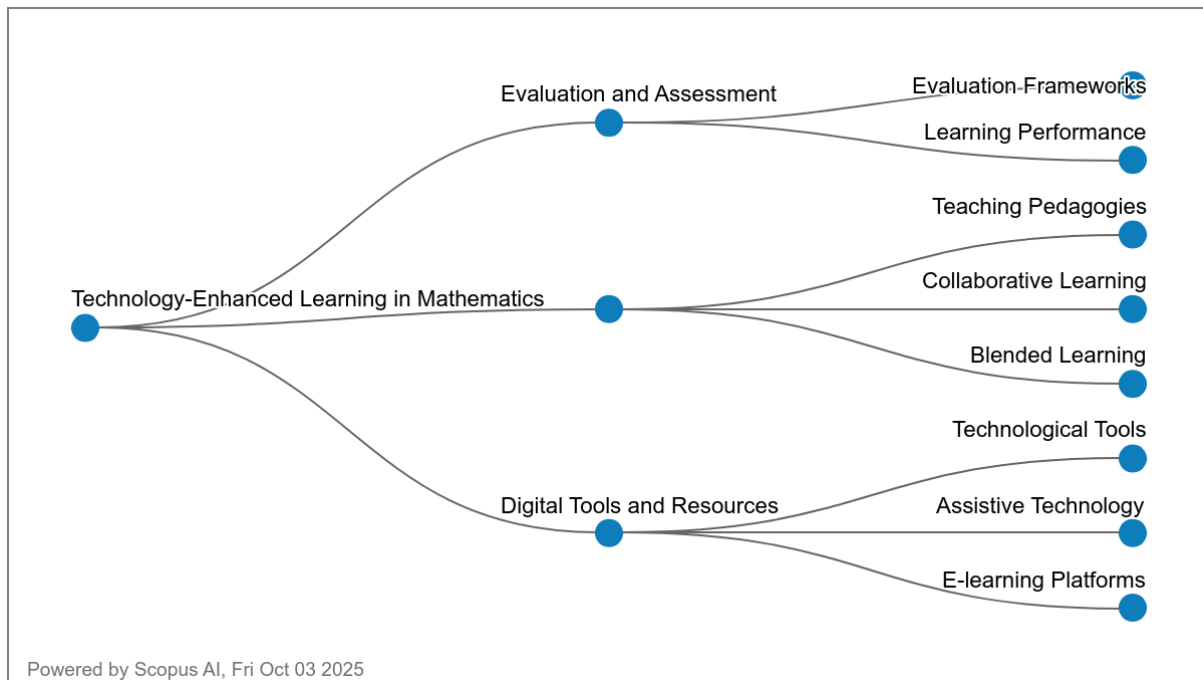 Evaluation Frameworks
Evaluation and Assessment
Learning Performance
Teaching Pedagogies
Collaborative Learning
Technology-Enhanced Learning in Mathematics
Blended Learning
Technological Tools
Digital Tools and Resources
Assistive Technology
E-learning Platforms
Powered by Scopus AI, Fri Oct 03 2025